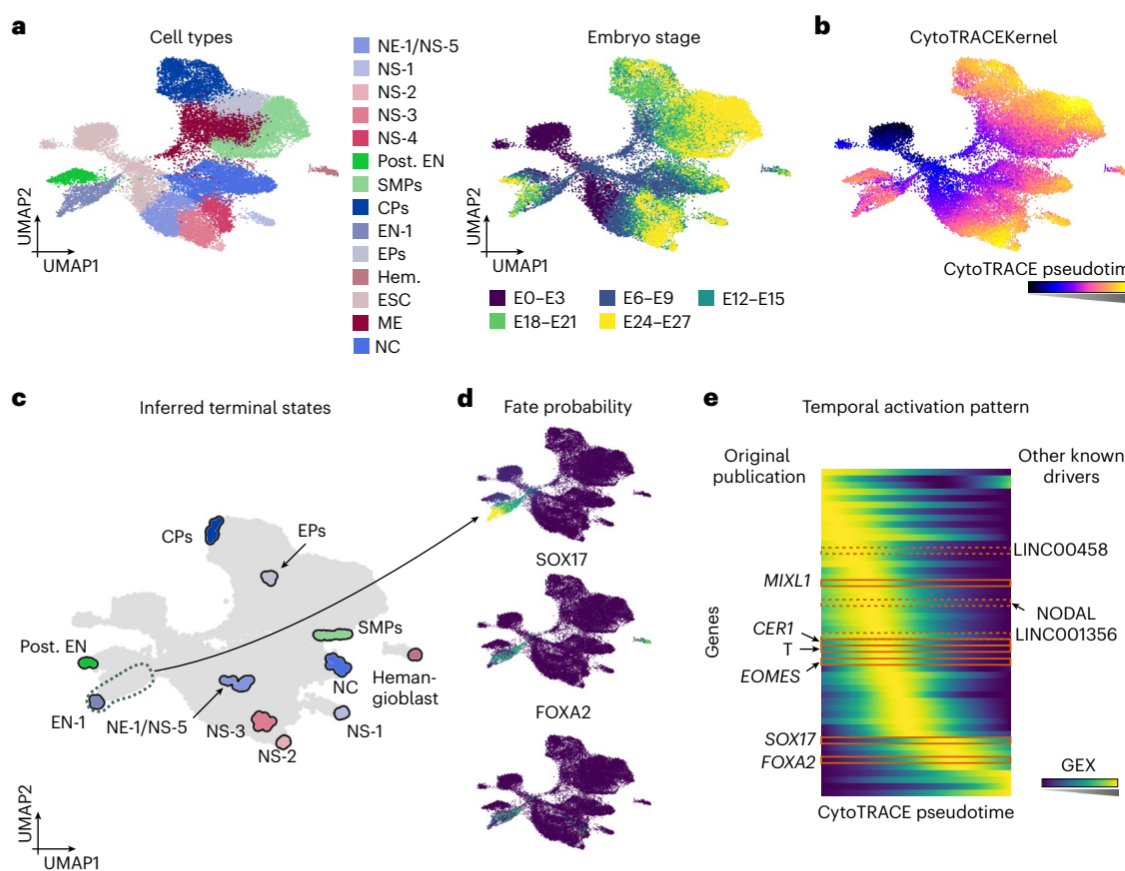 a
Cell types
NE-1/NS-5
NS-1
NS-2
NS-3
NS-4
Post. EN
SMPs
CPs
EN-1
EPs
Hem.
ESC
ME
NC
UMAP2
UMAP1
Embryo stage
UMAP2
UMAP1
E0–E3
E6–E9
E12–E15
E18–E21
E24–E27
b
CytoTRACEKernel
CytoTRACE pseudotim
c
Inferred terminal states
CPs
EPs
SMPs
Post. EN
NC
Heman-
gioblast
EN-1
NE-1/NS-5
NS-3
NS-1
NS-2
UMAP2
UMAP1
d
Fate probability
SOX17
FOXA2
e
Temporal activation pattern
Original
publication
Other known
drivers
LINC00458
MIXL1
NODAL
CER1
LINC001356
T
EOMES
Genes
SOX17
FOXA2
GEX
CytoTRACE pseudotime